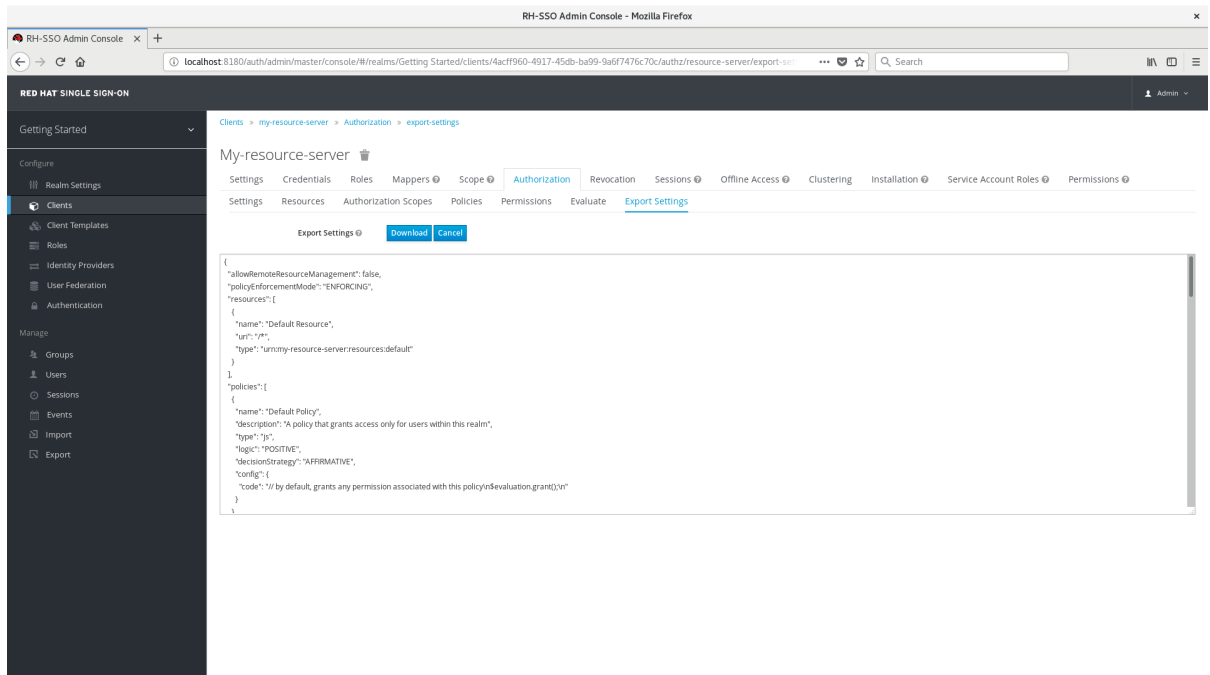 RH-SSO Admin Console - Mozilla Firefox
RH-SSO Admin Console
localhost:8180/auth/admin/master/console/#/realms/Getting Started/clients/4acff960-4917-45db-ba99-9a6f7476c70c/authz/resource-server/export-set
Search
RED HAT SINGLE SIGN-ON
Admin
Getting Started
Configure
Realm Settings
Clients
Client Templates
Roles
Identity Providers
User Federation
Authentication
Manage
Groups
Users
Sessions
Events
Import
Export
Clients » my-resource-server » Authorization » export-settings
My-resource-server
Settings Credentials Roles Mappers Scope Authorization Revocation Sessions Offline Access Clustering Installation Service Account Roles Permissions
Settings Resources Authorization Scopes Policies Permissions Evaluate Export Settings
Export Settings Download Cancel
{
"allowRemoteResourceManagement": false,
"policyEnforcementMode": "ENFORCING",
"resources": [
{
"name": "Default Resource",
"uri": "/*",
"type": "urn:my-resource-server:resources:default"
}
],
"policies": [
{
"name": "Default Policy",
"description": "A policy that grants access only for users within this realm",
"type": "js",
"logic": "POSITIVE",
"decisionStrategy": "AFFIRMATIVE",
"config": {
"code": "// by default, grants any permission associated with this policy\n$evaluation.grant();\n"
}
}